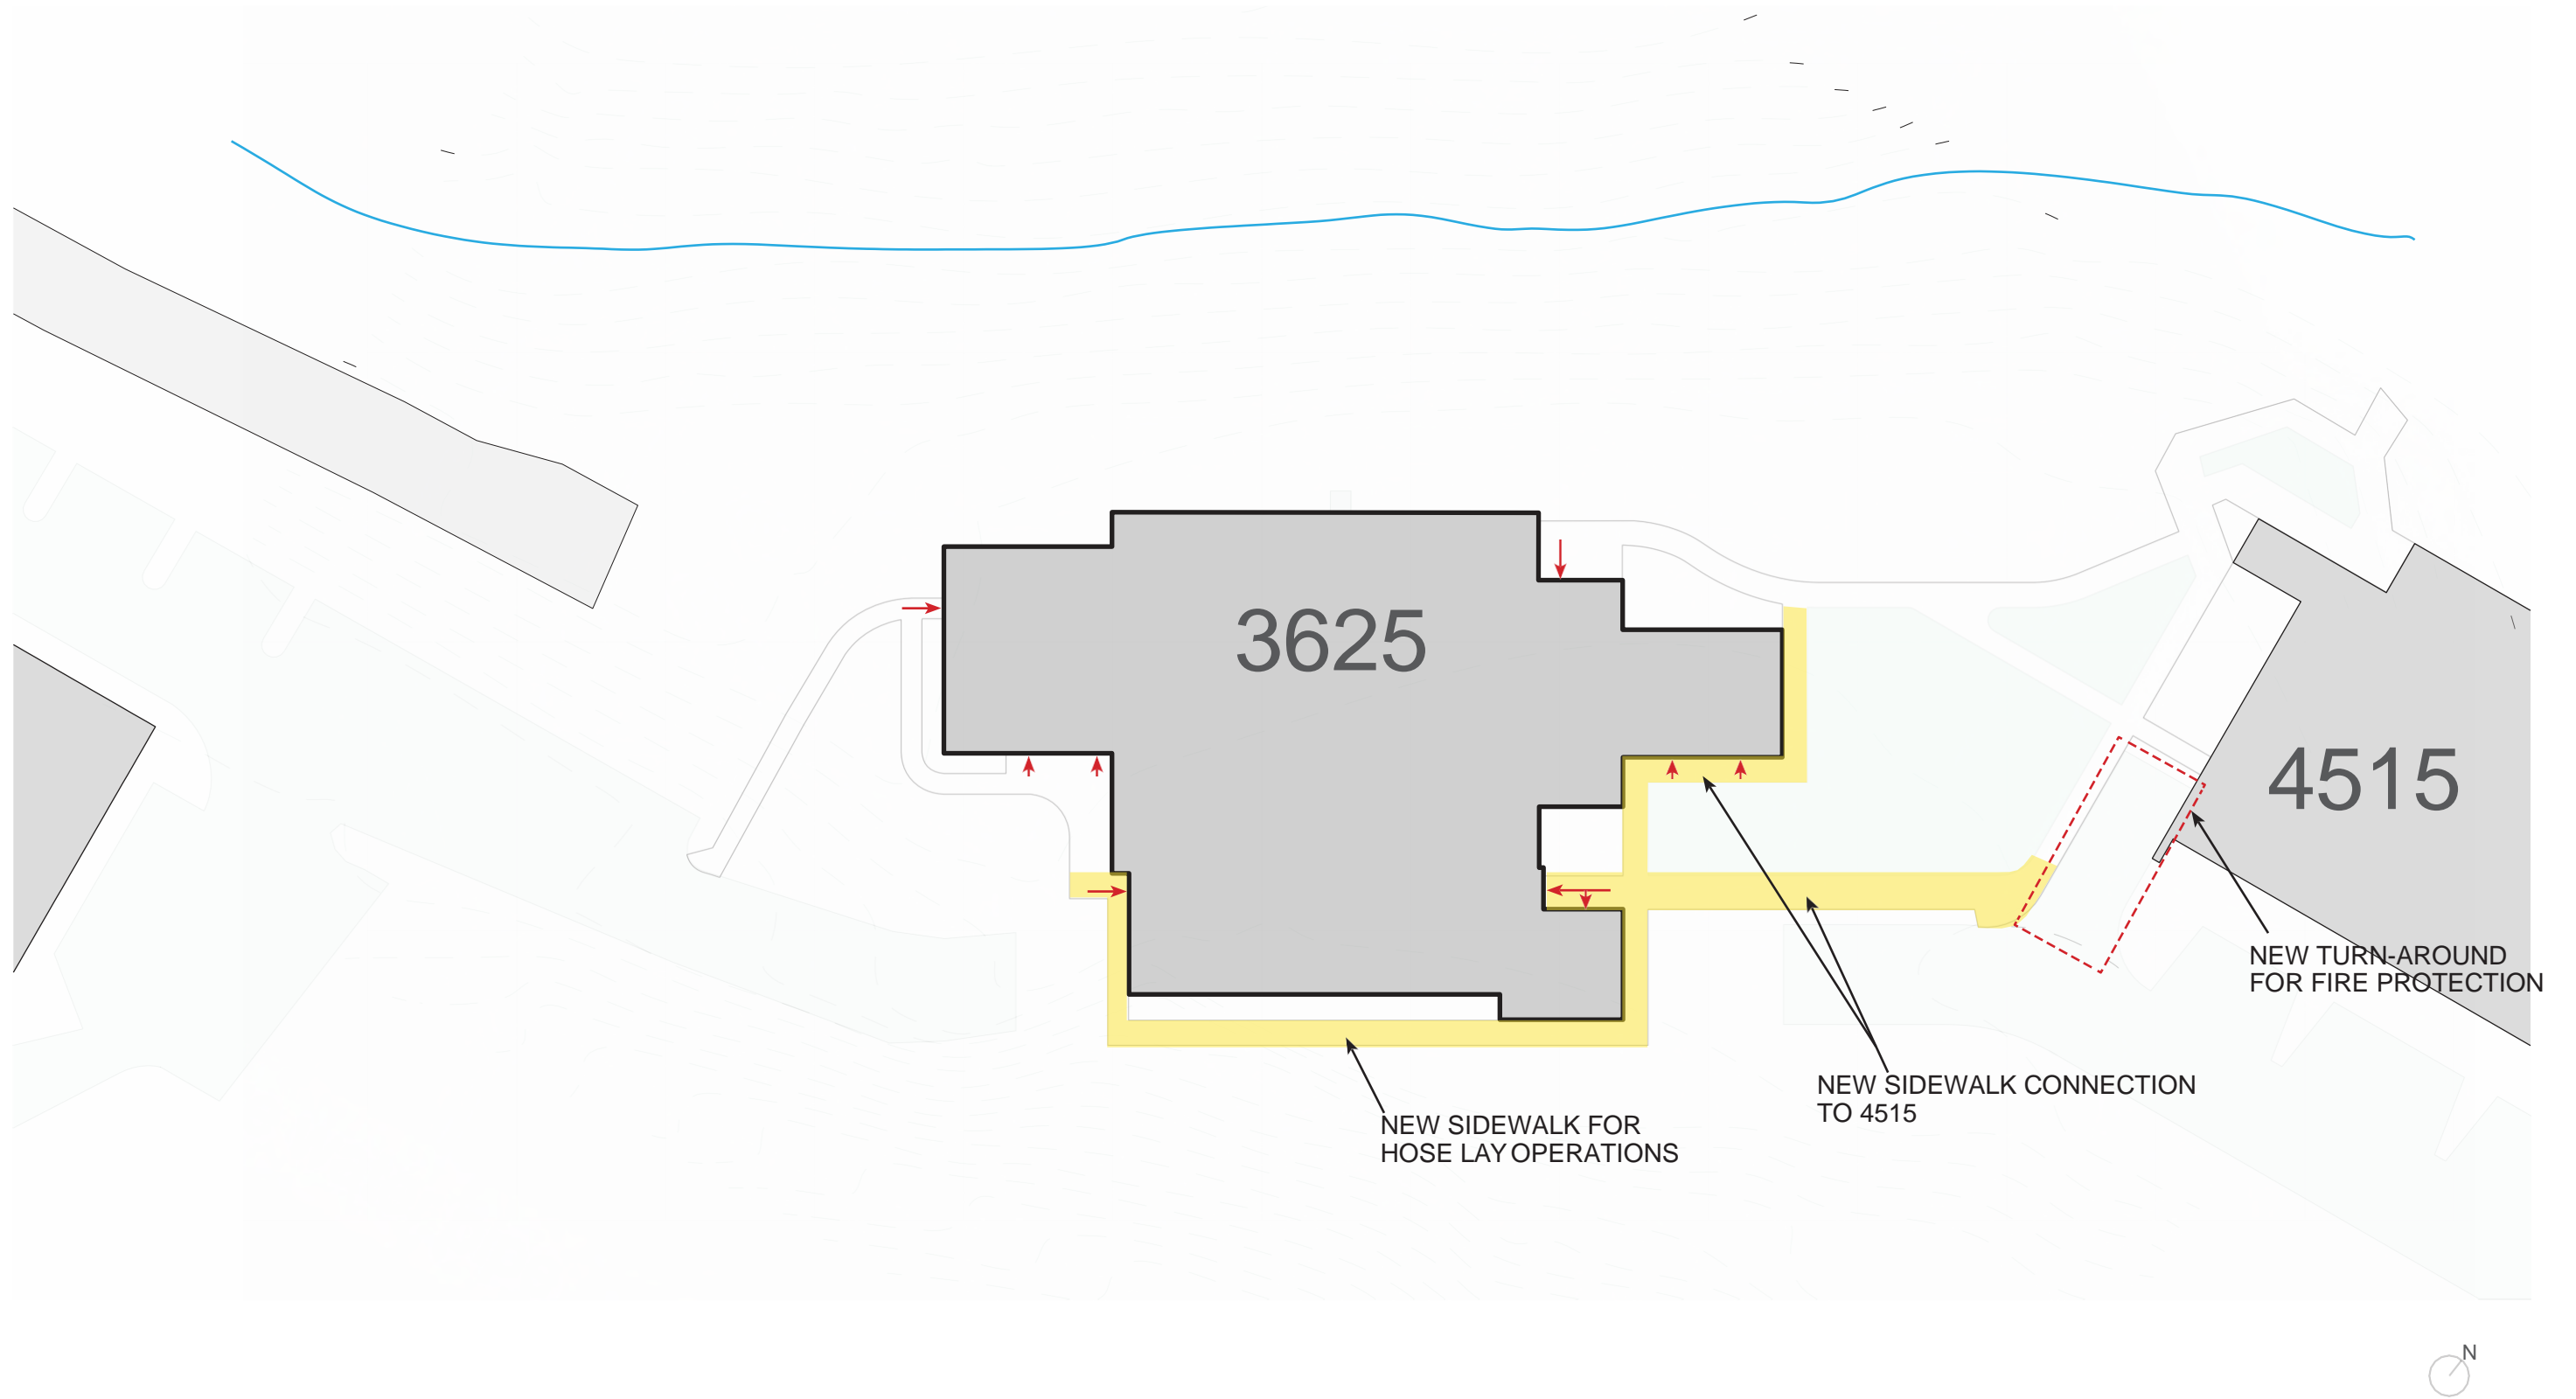 3625
4515
NEW TURN-AROUND
FOR FIRE PROTECTION
NEW SIDEWALK CONNECTION
TO 4515
NEW SIDEWALK FOR
HOSE LAY OPERATIONS
N